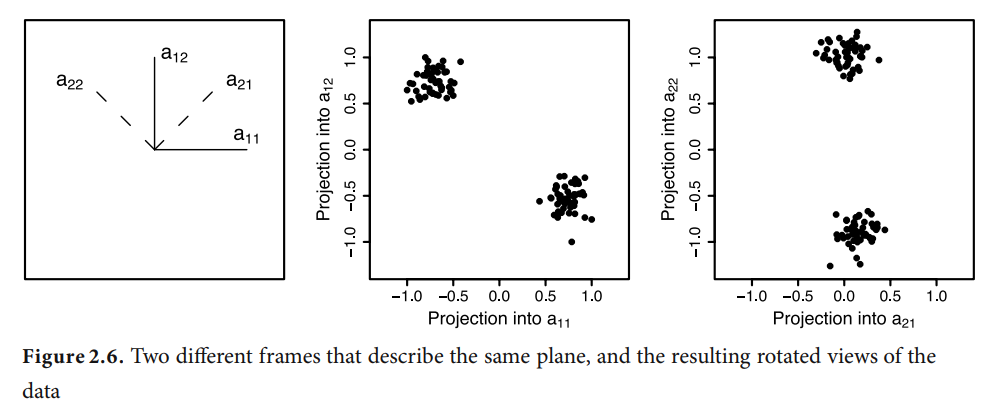 a12
a22
a21
a11
Projection into a12
1.0
0.5
0.0
−0.5
−1.0
−1.0 −0.5 0.0 0.5 1.0
Projection into a11
Projection into a22
1.0
0.5
0.0
−0.5
−1.0
−1.0 −0.5 0.0 0.5 1.0
Projection into a21
Figure 2.6. Two different frames that describe the same plane, and the resulting rotated views of the
data